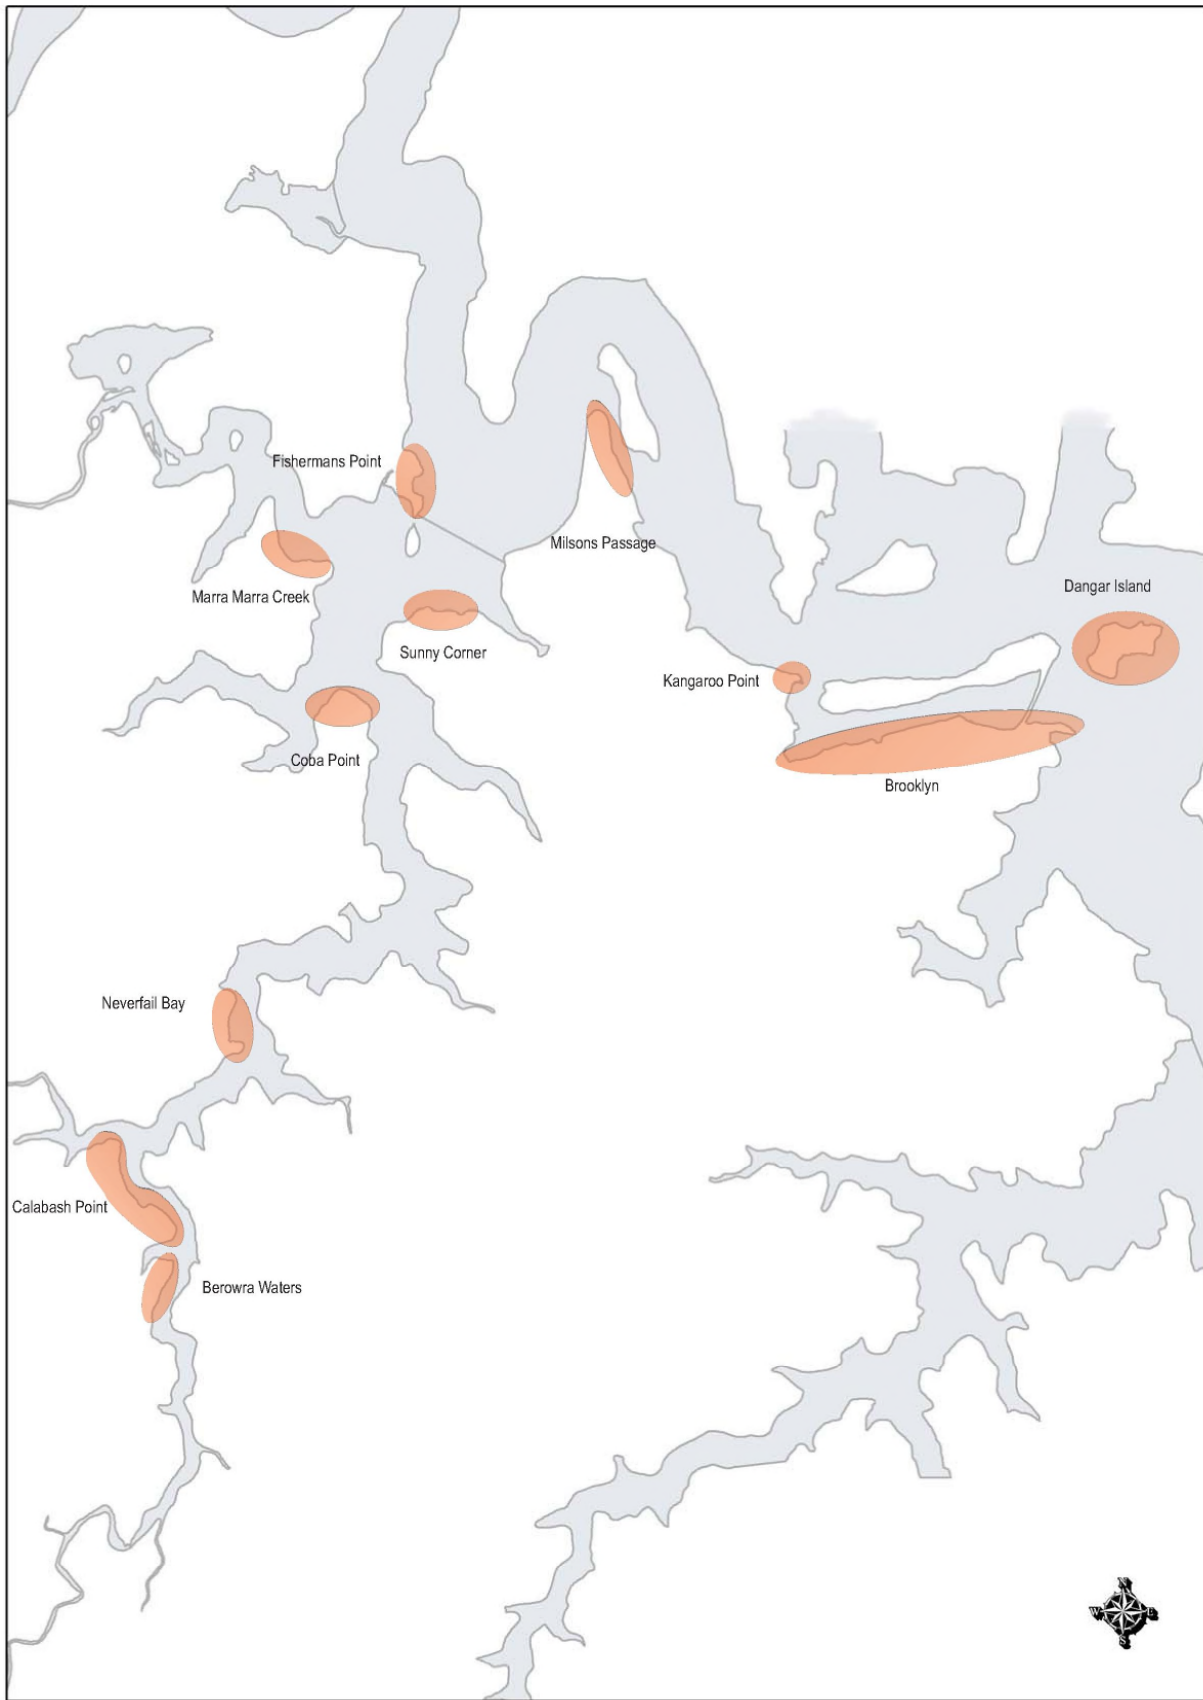 Fishermans Point
Milsons Passage
Marra Marra Creek
Dangar Island
Sunny Corner
Kangaroo Point
Coba Point
Brooklyn
Neverfail Bay
Calabash Point
Berowra Waters
N
W E
S